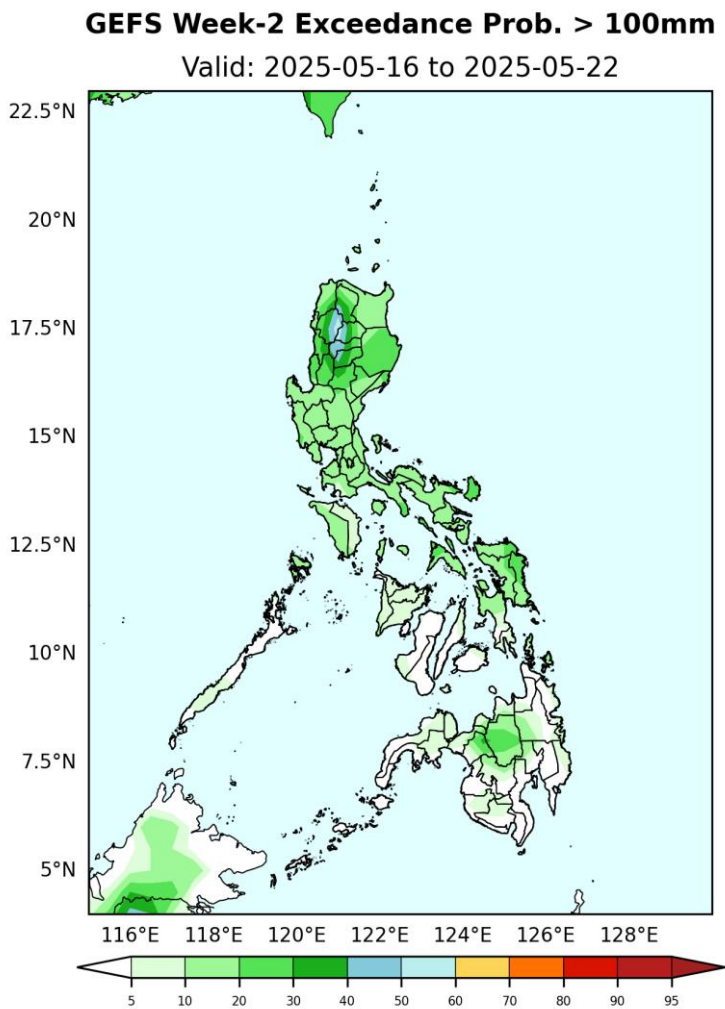 GEFS Week-2 Exceedance Prob. > 100mm
Valid: 2025-05-16 to 2025-05-22
22.5°N
20°N
17.5°N
15°N
12.5°N
10°N
7.5°N
5°N
116°E 118°E 120°E 122°E 124°E 126°E 128°E
5 10 20 30 40 50 60 70 80 90 95